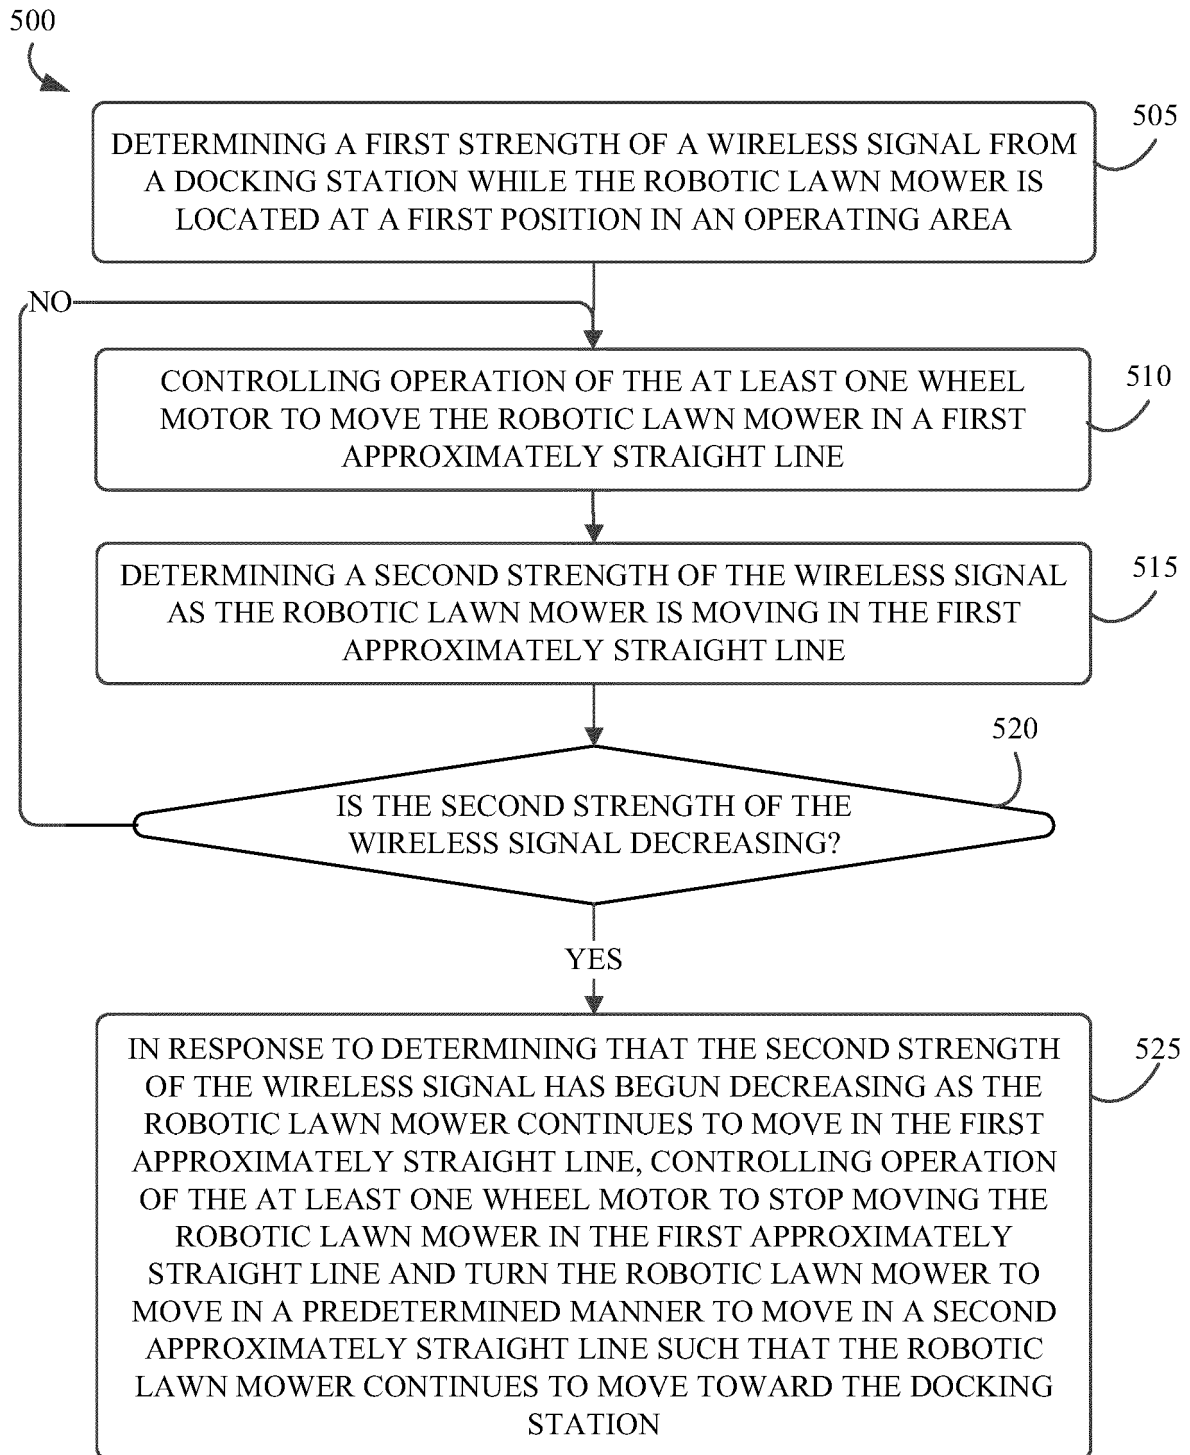 500
505
DETERMINING A FIRST STRENGTH OF A WIRELESS SIGNAL FROM
A DOCKING STATION WHILE THE ROBOTIC LAWN MOWER IS
LOCATED AT A FIRST POSITION IN AN OPERATING AREA
NO
510
CONTROLLING OPERATION OF THE AT LEAST ONE WHEEL
MOTOR TO MOVE THE ROBOTIC LAWN MOWER IN A FIRST
APPROXIMATELY STRAIGHT LINE
515
DETERMINING A SECOND STRENGTH OF THE WIRELESS SIGNAL
AS THE ROBOTIC LAWN MOWER IS MOVING IN THE FIRST
APPROXIMATELY STRAIGHT LINE
520
IS THE SECOND STRENGTH OF THE
WIRELESS SIGNAL DECREASING?
YES
525
IN RESPONSE TO DETERMINING THAT THE SECOND STRENGTH
OF THE WIRELESS SIGNAL HAS BEGUN DECREASING AS THE
ROBOTIC LAWN MOWER CONTINUES TO MOVE IN THE FIRST
APPROXIMATELY STRAIGHT LINE, CONTROLLING OPERATION
OF THE AT LEAST ONE WHEEL MOTOR TO STOP MOVING THE
ROBOTIC LAWN MOWER IN THE FIRST APPROXIMATELY
STRAIGHT LINE AND TURN THE ROBOTIC LAWN MOWER TO
MOVE IN A PREDETERMINED MANNER TO MOVE IN A SECOND
APPROXIMATELY STRAIGHT LINE SUCH THAT THE ROBOTIC
LAWN MOWER CONTINUES TO MOVE TOWARD THE DOCKING
STATION